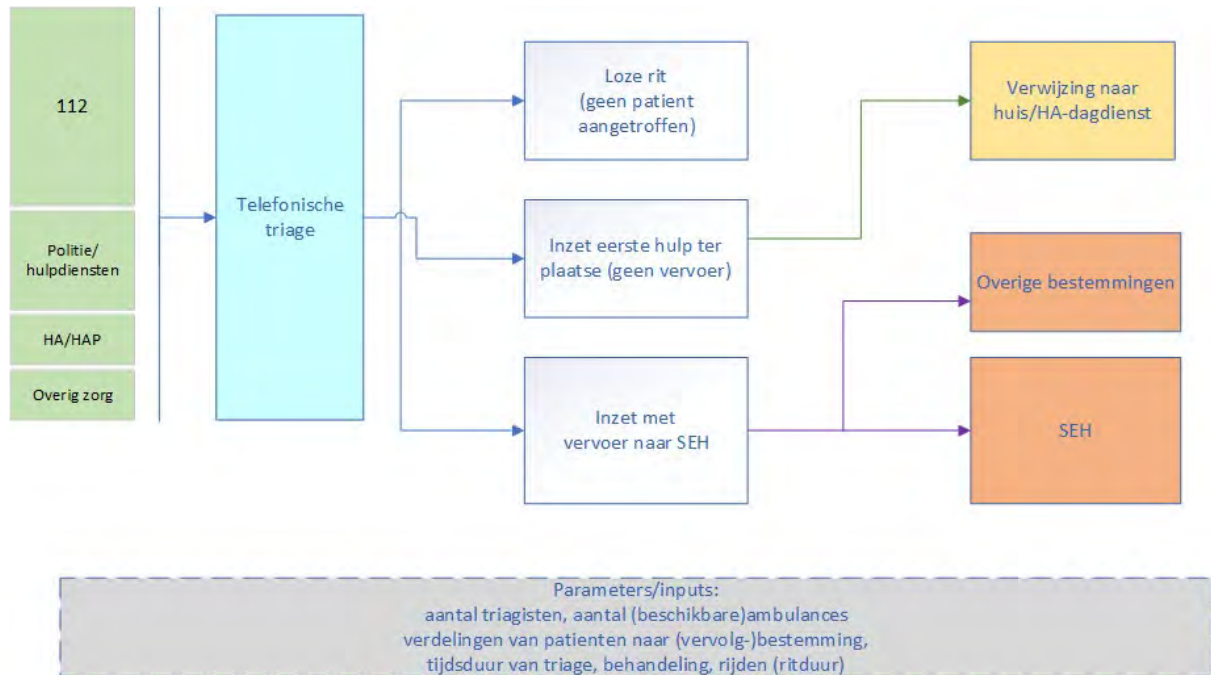 112
Politie/
hulpdiensten
HA/HAP
Overig zorg
Telefonische
triage
Loze rit
(geen patient
aangetroffen)
Inzet eerste hulp ter
plaatse (geen vervoer)
Inzet met
vervoer naar SEH
Verwijzing naar
huis/HA-dagdienst
Overige bestemmingen
SEH
Parameters/inputs:
aantal triagisten, aantal (beschikbare)ambulances
verdelingen van patienten naar (vervolg-)bestemming,
tijdsduur van triage, behandeling, rijden (ritduur)